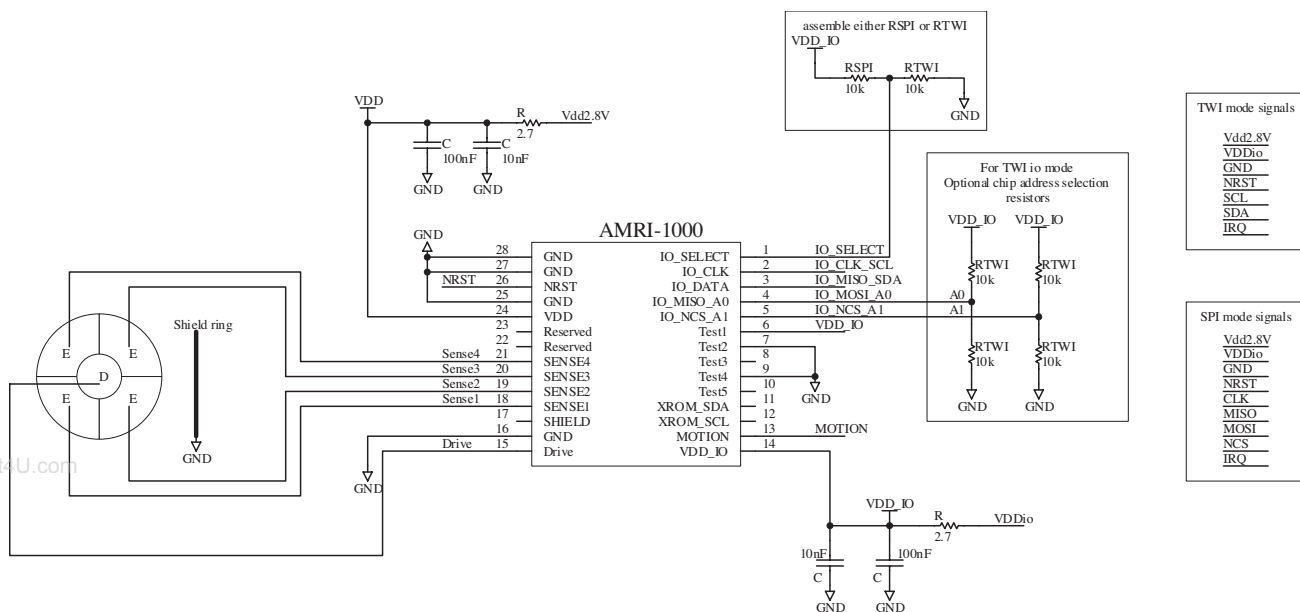 assemble either RSPI or RTWI
VDD_IO
RSPI
10k
RTWI
10k
GND
VDD
R
2.7
Vdd2.8V
C
100nF
C
10nF
GND
GND
TWI mode signals
Vdd2.8V
VDDio
GND
NRST
SCL
SDA
IRQ
For TWI io mode
Optional chip address selection
resistors
VDD_IO
VDD_IO
RTWI
10k
RTWI
10k
A0
A1
RTWI
10k
RTWI
10k
GND
GND
SPI mode signals
Vdd2.8V
VDDio
GND
NRST
CLK
MISO
MOSI
NCS
IRQ
AMRI-1000
GND
28 GND
27 GND
NRST 26 NRST
25 GND
24 VDD
23 Reserved
22 Reserved
Sense4 21 SENSE4
Sense3 20 SENSE3
Sense2 19 SENSE2
Sense1 18 SENSE1
17 SHIELD
16 GND
Drive 15 Drive
IO_SELECT 1 IO_SELECT
IO_CLK 2 IO_CLK_SCL
IO_DATA 3 IO_MISO_SDA
IO_MISO_A0 4 IO_MOSI_A0
IO_NCS_A1 5 IO_NCS_A1
Test1 6 VDD_IO
Test2 7
Test3 8
Test4 9
Test5 10
XROM_SDA 11
XROM_SCL 12
MOTION 13 MOTION
VDD_IO 14
GND
Shield ring
E
E
D
E
E
GND
GND
t4U.com
VDD_IO
R
2.7
VDDio
10nF
C
100nF
C
GND
GND